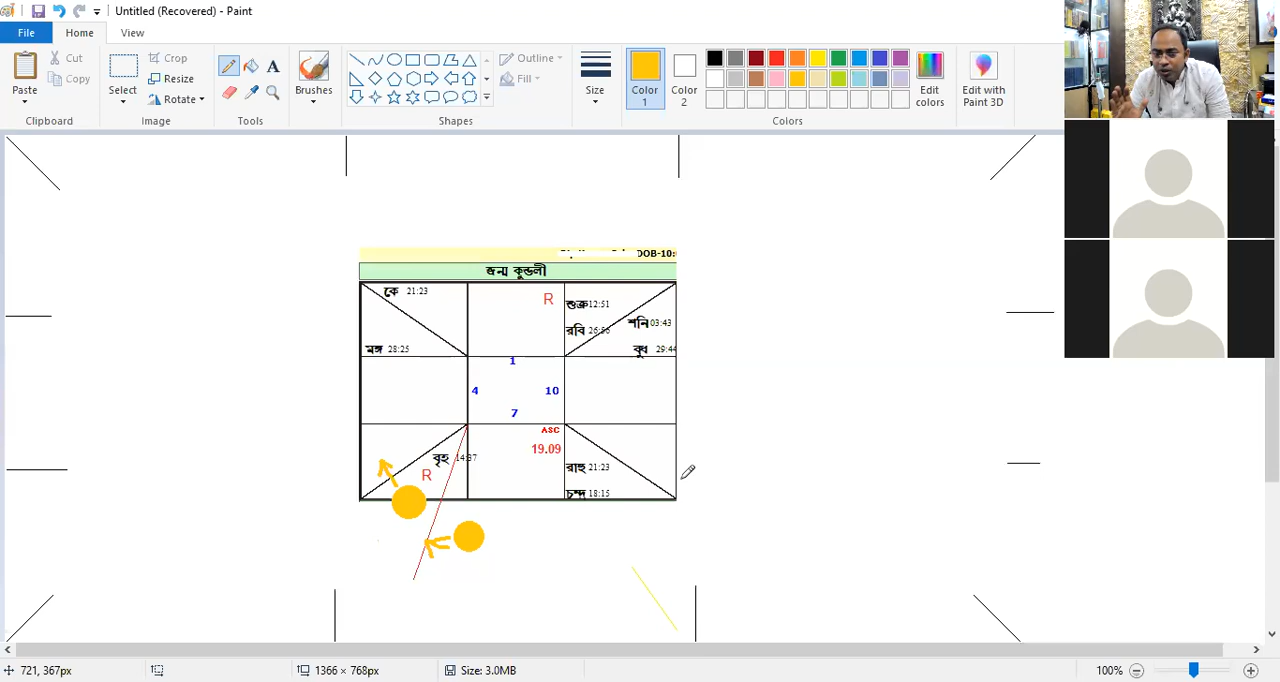 Untitled (Recovered) - Paint
File Home View
Paste
Cut
Copy
Clipboard
Select
Crop
Resize
Rotate
Image
A
Tools
Brushes
Outline
Fill
Shapes
Size
Color 1
Color 2
Edit colors
Edit with Paint 3D
Colors
DOB-10:
জন্ম কুন্ডলী
কে 21:23
R
শুক্র 12:51
রবি
শনি 03:43
মঙ্গ 28:25
বুধ 29:44
1
4 10
7
ASC
19.09
বৃহ
R
রাহু 21:23
চন্দ্র 18:15
721, 367px
1366 × 768px
Size: 3.0MB
100%